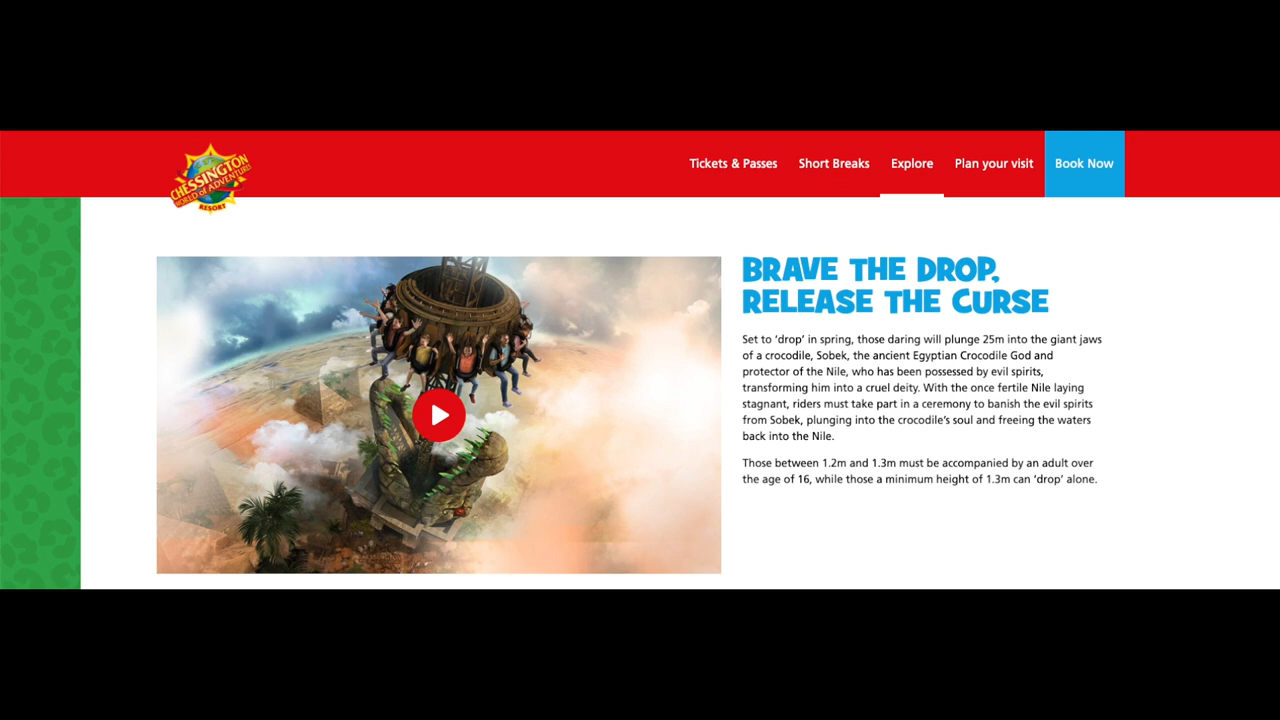 CHESSINGTON
WORLD of ADVENTURES
RESORT
Tickets & Passes
Short Breaks
Explore
Plan your visit
Book Now
BRAVE THE DROP,
RELEASE THE CURSE
Set to ‘drop’ in spring, those daring will plunge 25m into the giant jaws
of a crocodile, Sobek, the ancient Egyptian Crocodile God and
protector of the Nile, who has been possessed by evil spirits,
transforming him into a cruel deity. With the once fertile Nile laying
stagnant, riders must take part in a ceremony to banish the evil spirits
from Sobek, plunging into the crocodile’s soul and freeing the waters
back into the Nile.
Those between 1.2m and 1.3m must be accompanied by an adult over
the age of 16, while those a minimum height of 1.3m can ‘drop’ alone.